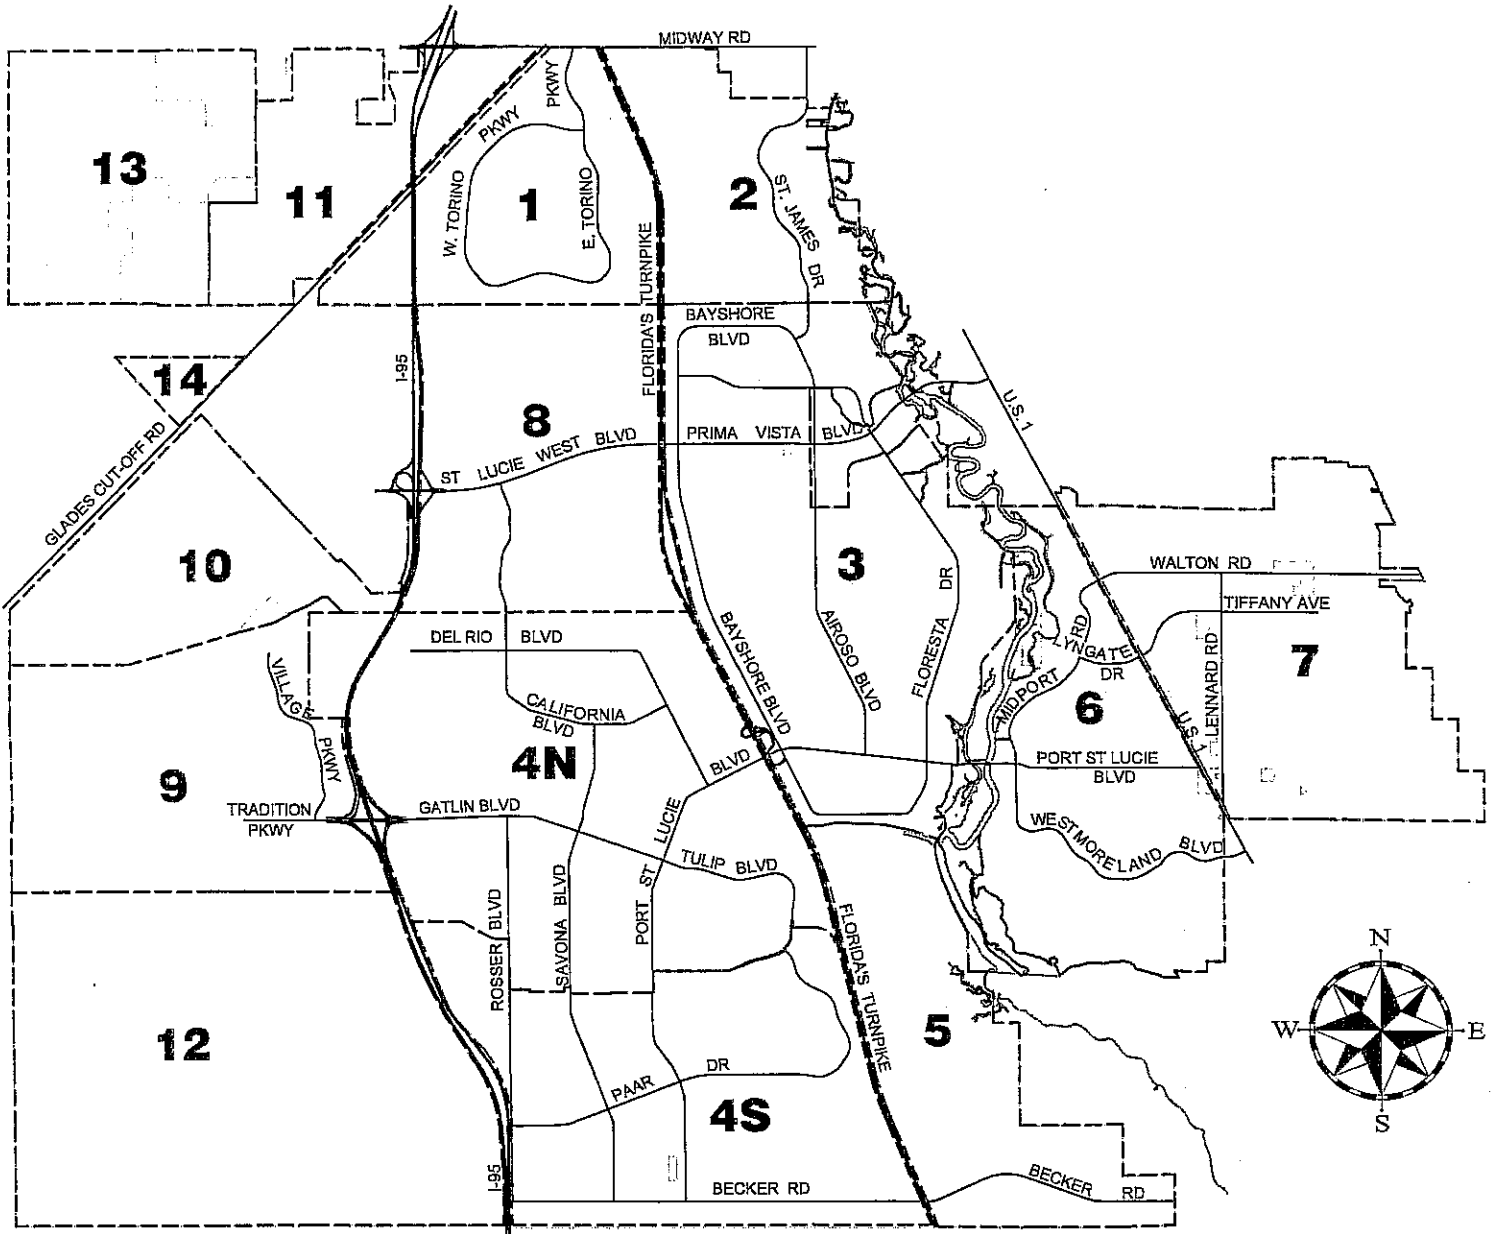 MIDWAY RD
PKWY
PKWY
13
11
1
2
W. TORINO
E. TORINO
ST. JAMES DR
FLORIDA'S TURNPIKE
BAYSHORE
BLVD
I-95
14
8
U.S. 1
ST LUCIE WEST BLVD
PRIMA VISTA BLVD
GLADES CUT-OFF RD
10
3
WALTON RD
TIFFANY AVE
DEL RIO BLVD
BAYSHORE BLVD
AIROSO BLVD
FLORESTA DR
LYNGATE
DR
MIDPORT RD
LENNARD RD
7
VILLAGE
PKWY
CALIFORNIA
BLVD
6
U.S. 1
4N
BLVD
PORT ST LUCIE
BLVD
9
TRADITION
PKWY
GATLIN BLVD
PORT ST LUCIE
TULIP BLVD
WESTMORELAND BLVD
ROSSER BLVD
SAVONA BLVD
FLORIDA'S TURNPIKE
N
W
E
S
12
5
PAAR DR
4S
I-95
BECKER RD
BECKER RD